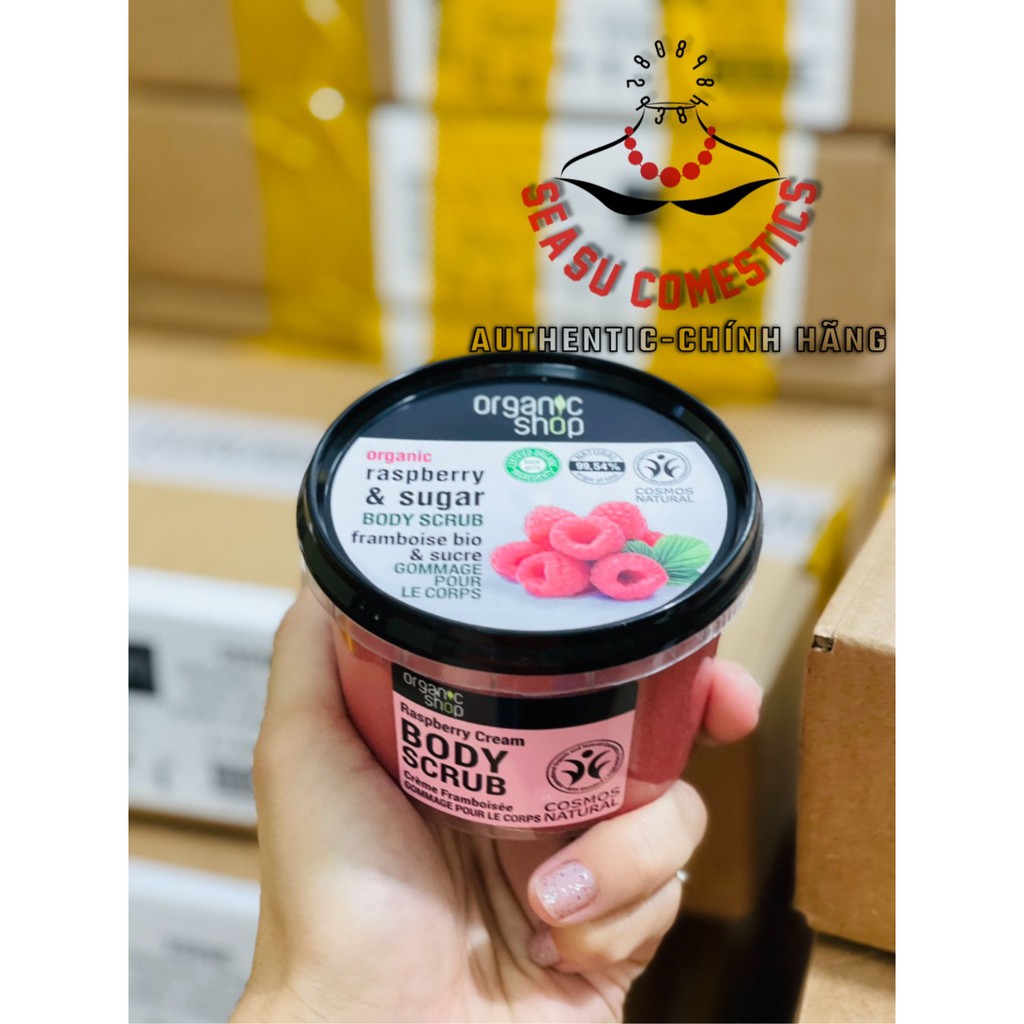 SEASU COMESTICS
AUTHENTIC-CHÍNH HÃNG
organic
shop
organic
raspberry
& sugar
BODY SCRUB
framboise bio
& sucre
GOMMAGE
POUR
LE CORPS
NATURAL
99,54%
COSMOS
NATURAL
organic
shop
Raspberry Cream
BODY
SCRUB
Crème Framboisée
GOMMAGE POUR LE CORPS
COSMOS
NATURAL